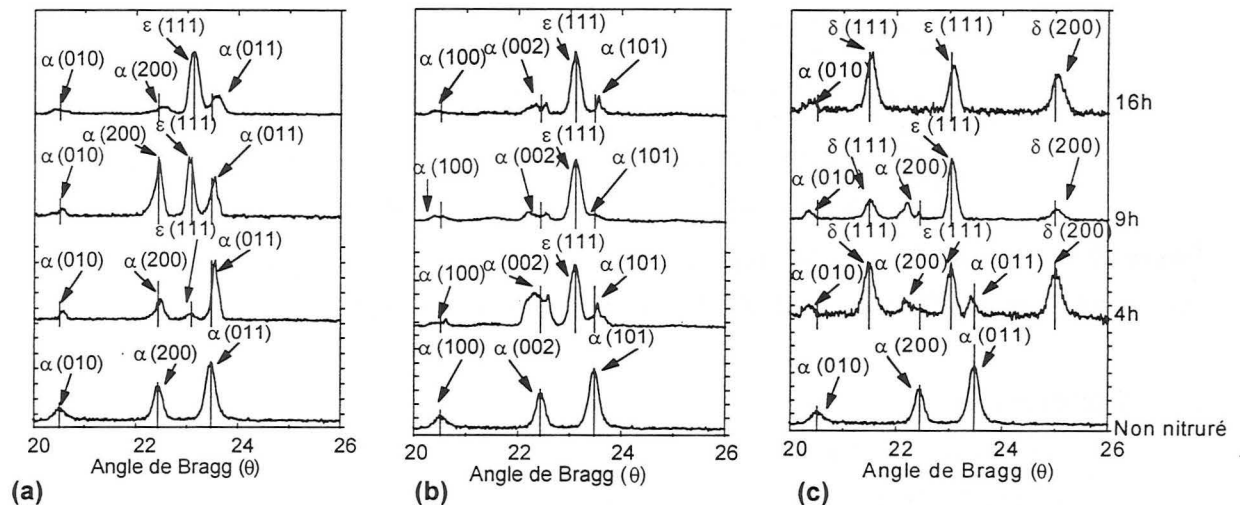 ε (111)
α (010)
α (200)
α (011)
ε (111)
α (200)
α (010)
α (011)
ε (111)
α (010)
α (200)
α (011)
α (011)
α (010)
α (200)
20 22 24 26
Angle de Bragg (θ)
(a)
ε (111)
α (002)
α (100)
α (101)
ε (111)
α (002)
α (100)
α (101)
ε (111)
α (002)
α (100)
α (101)
α (100)
α (002)
α (101)
20 22 24 26
Angle de Bragg (θ)
(b)
δ (111)
ε (111)
δ (200)
α (010)
16h
ε (111)
δ (111)
α (200)
δ (200)
α (010)
9h
δ (111)
ε (111)
δ (200)
α (010)
α (200)
α (011)
4h
α (200)
α (011)
α (010)
Non nitruré
20 22 24 26
Angle de Bragg (θ)
(c)